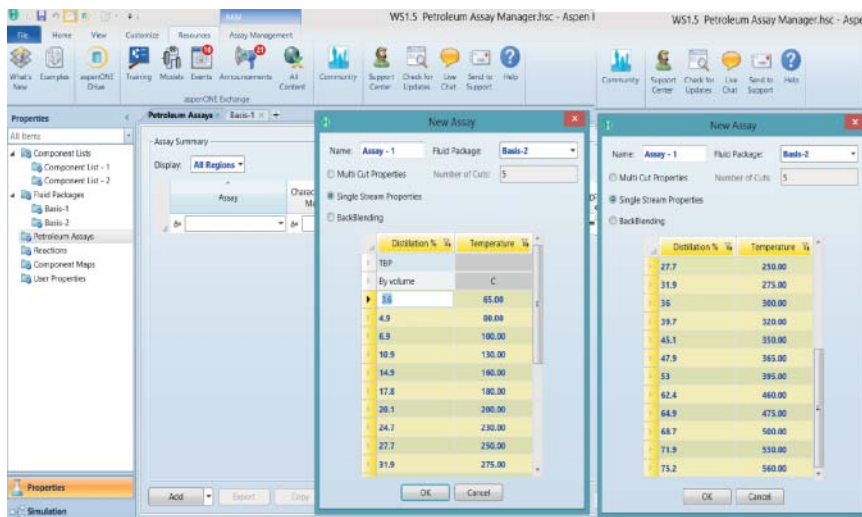 WS1.5 Petroleum Assay Manager.hsc - Aspen I
File Home View Customize Resources Assay Management
What's New Examples aspenONE Drive Training Models Events Announcements All Content Community Support Center Check for Updates Live Chat Send to Support Help
aspenONE Exchange
Properties
All Items
Component Lists
Component List - 1
Component List - 2
Fluid Packages
Basis-1
Basis-2
Petroleum Assays
Reactions
Component Maps
User Properties
Properties
Simulation
Petroleum Assays Basis-1 +
Assay Summary
Display: All Regions
Assay
Add Export Copy
New Assay
Name: Assay - 1 Fluid Package: Basis-2
Multi Cut Properties Number of Cuts: 5
Single Stream Properties
BackBlending
Distillation % Temperature
TBP
By volume C
3.6 65.00
4.9 80.00
6.9 100.00
10.9 130.00
14.9 160.00
17.8 180.00
20.1 200.00
24.7 230.00
27.7 250.00
31.9 275.00
OK Cancel
WS1.5 Petroleum Assay Manager.hsc - Aspe
Community Support Center Check for Updates Live Chat Send to Support Help
New Assay
Name: Assay - 1 Fluid Package: Basis-2
Multi Cut Properties Number of Cuts: 5
Single Stream Properties
BackBlending
Distillation % Temperature
27.7 250.00
31.9 275.00
36 300.00
39.7 320.00
45.1 350.00
47.9 365.00
53 395.00
62.4 460.00
64.9 475.00
68.7 500.00
71.9 530.00
75.2 560.00
OK Cancel